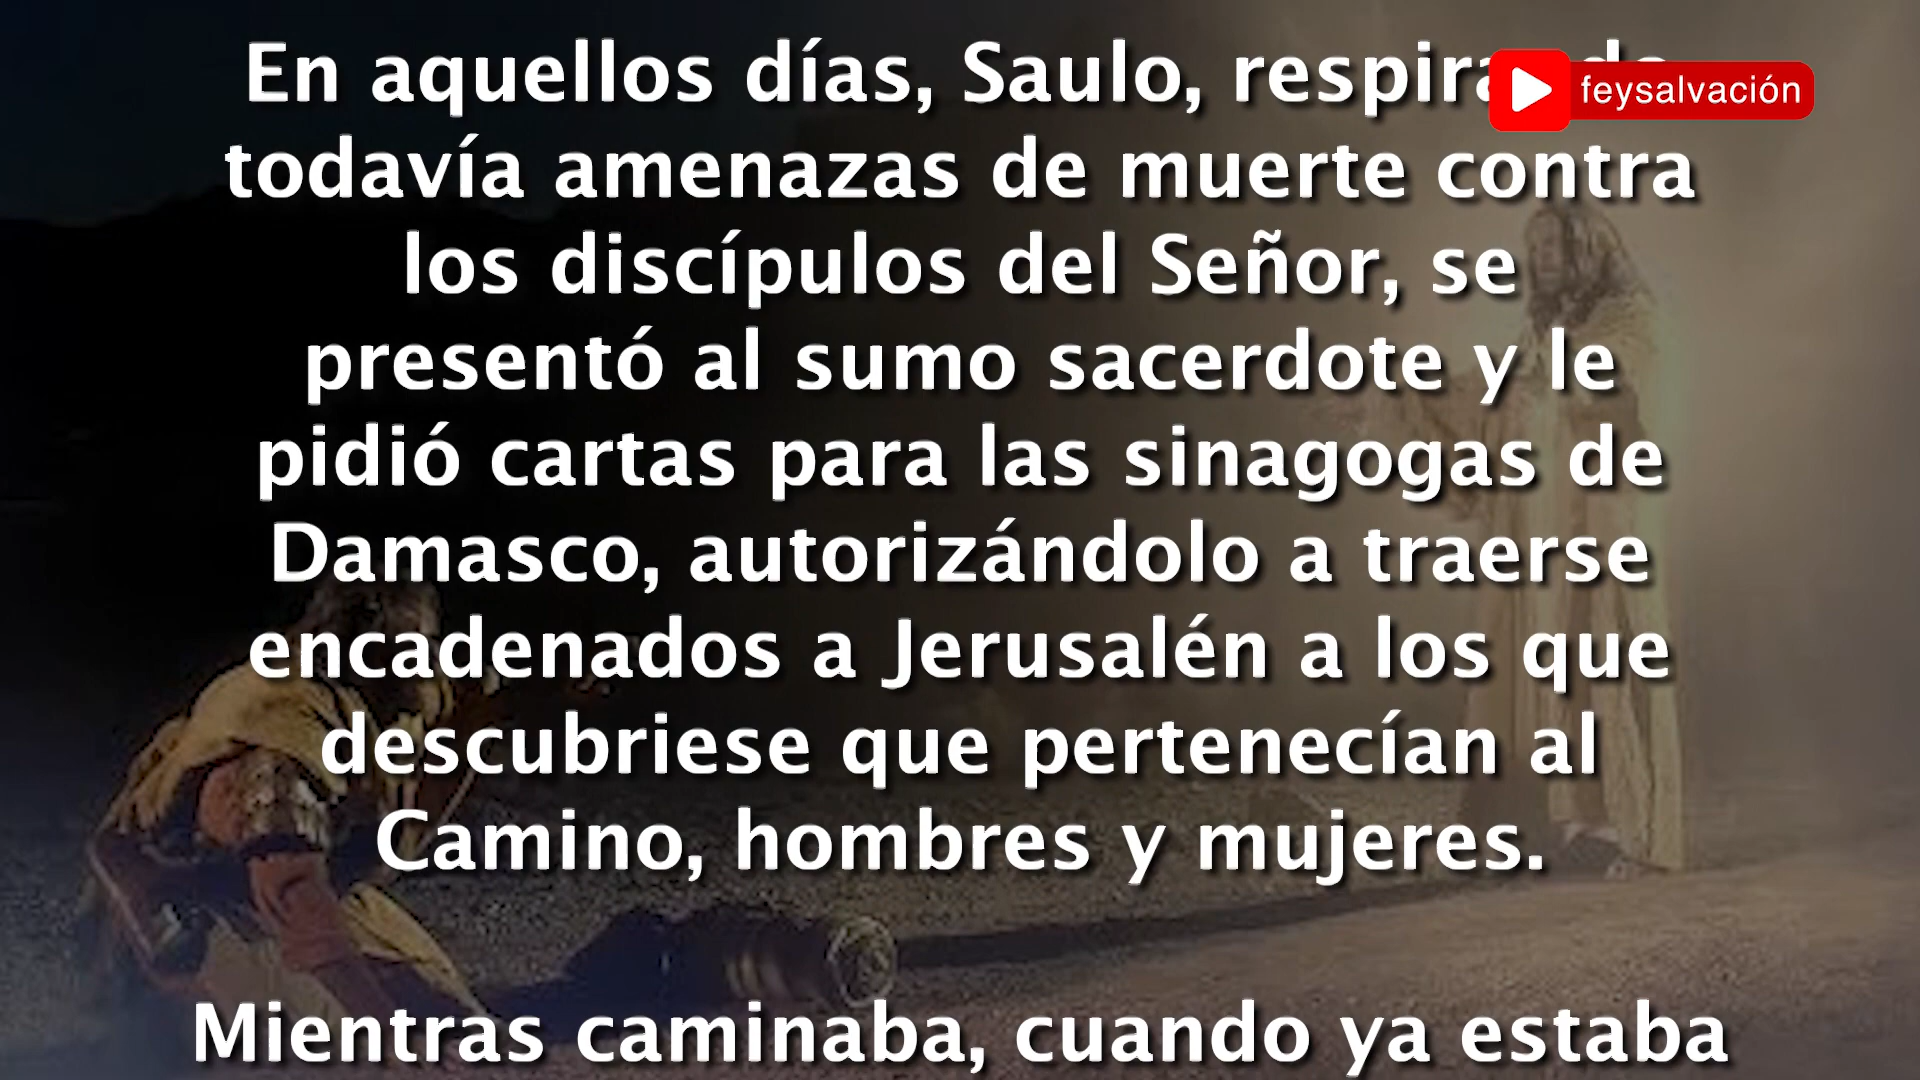 En aquellos días, Saulo,
feysalvación
todavía amenazas de muerte contra
los discípulos del Señor, se
presentó al sumo sacerdote y le
pidió cartas para las sinagogas de
Damasco, autorizándolo a traerse
encadenados a Jerusalén a los que
descubriese que pertenecían al
Camino, hombres y mujeres.
Mientras caminaba, cuando ya estaba